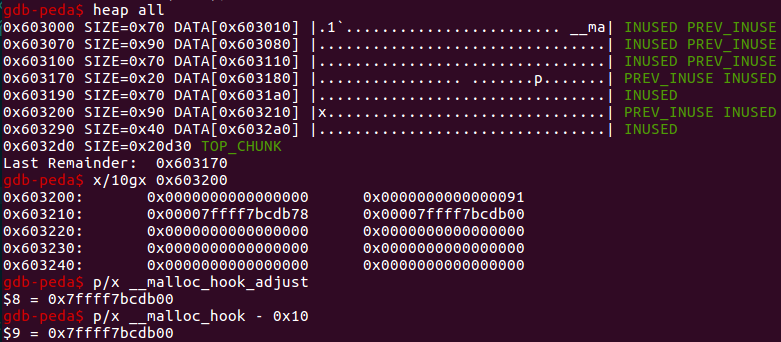 gdb-peda$ heap all
0x603000 SIZE=0x70 DATA[0x603010] |.1`........................ __ma| INUSED PREV_INUSE
0x603070 SIZE=0x90 DATA[0x603080] |................................| INUSED PREV_INUSE
0x603100 SIZE=0x70 DATA[0x603110] |................................| INUSED PREV_INUSE
0x603170 SIZE=0x20 DATA[0x603180] |........................p.......| PREV_INUSE INUSED
0x603190 SIZE=0x70 DATA[0x6031a0] |................................| INUSED
0x603200 SIZE=0x90 DATA[0x603210] |x...............................| PREV_INUSE INUSED
0x603290 SIZE=0x40 DATA[0x6032a0] |................................| INUSED
0x6032d0 SIZE=0x20d30 TOP_CHUNK
Last Remainder:  0x603170
gdb-peda$ x/10gx 0x603200
0x603200: 0x0000000000000000 0x0000000000000091
0x603210: 0x00007ffff7bcdb78 0x00007ffff7bcdb00
0x603220: 0x0000000000000000 0x0000000000000000
0x603230: 0x0000000000000000 0x0000000000000000
0x603240: 0x0000000000000000 0x0000000000000000
gdb-peda$ p/x __malloc_hook_adjust
$8 = 0x7ffff7bcdb00
gdb-peda$ p/x __malloc_hook - 0x10
$9 = 0x7ffff7bcdb00